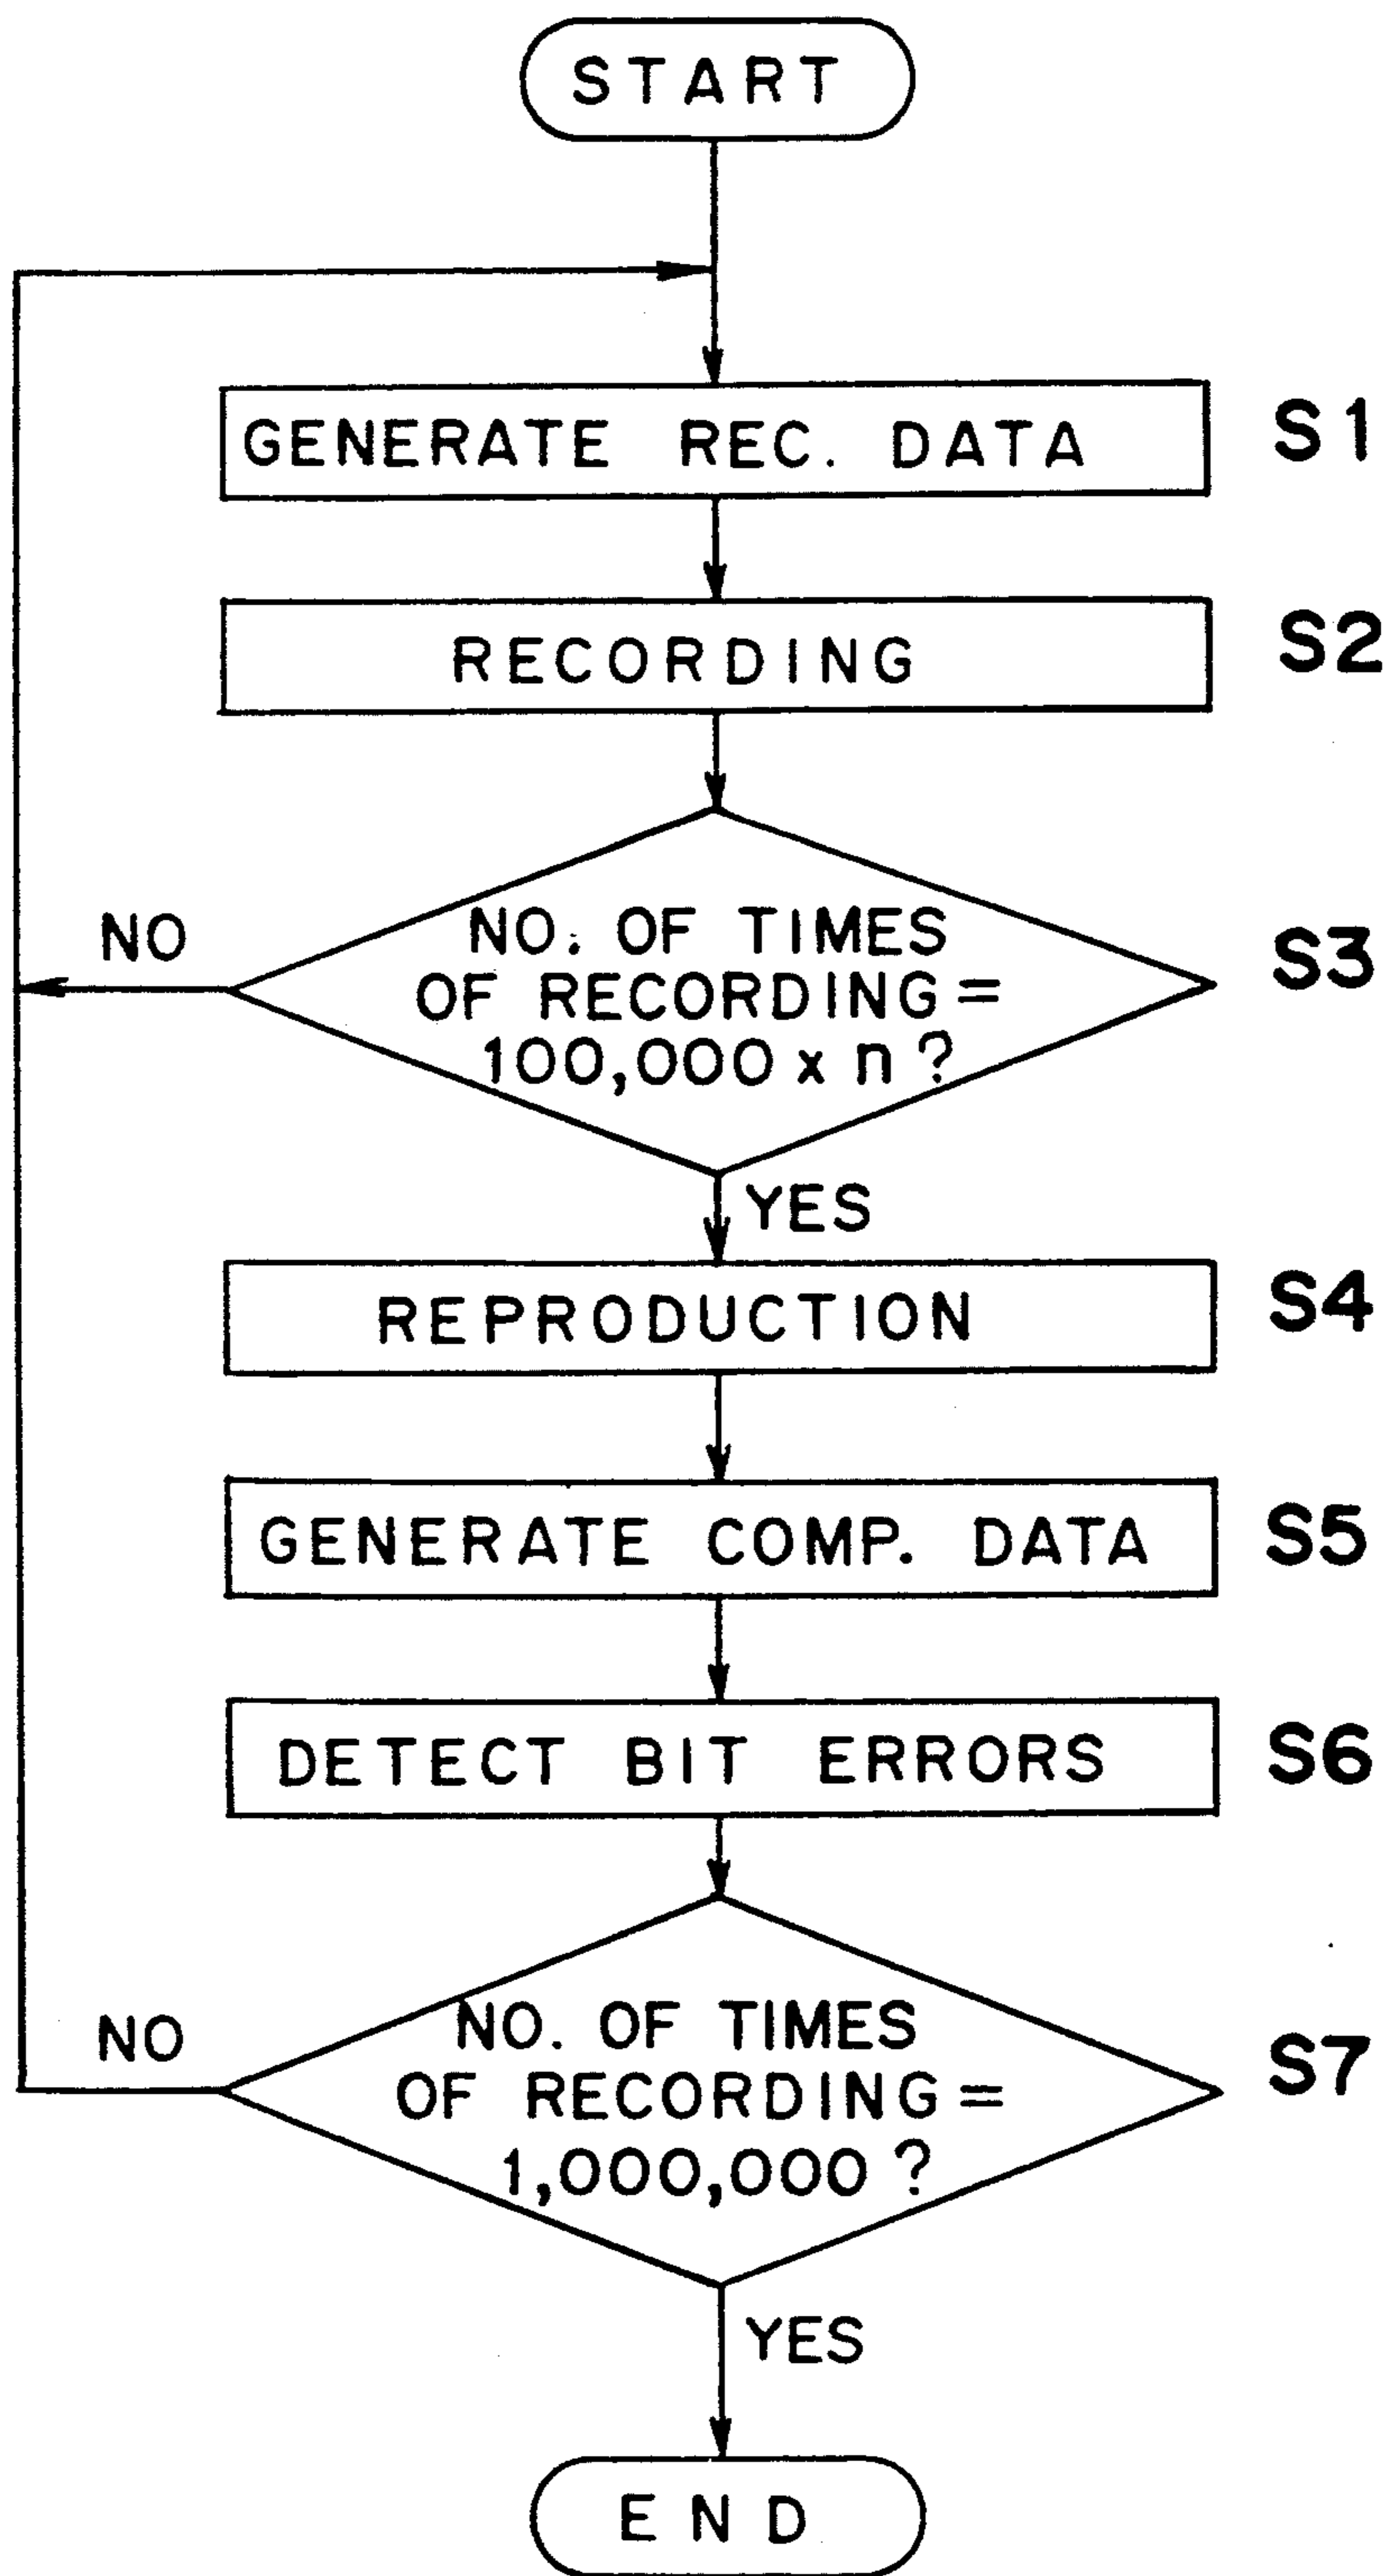 START
GENERATE REC. DATA
S1
RECORDING
S2
NO. OF TIMES
OF RECORDING =
100,000 x n ?
S3
NO
YES
REPRODUCTION
S4
GENERATE COMP. DATA
S5
DETECT BIT ERRORS
S6
NO. OF TIMES
OF RECORDING =
1,000,000 ?
S7
NO
YES
END